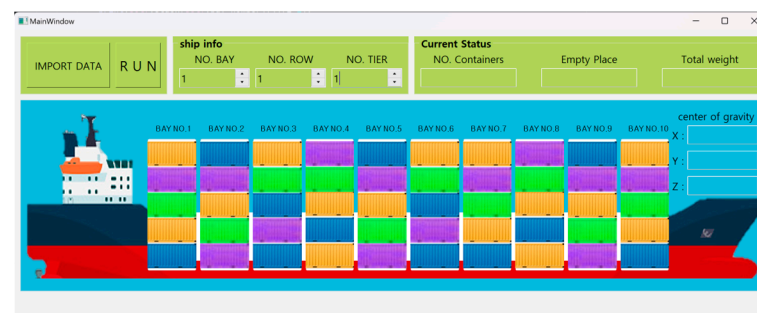 MainWindow
IMPORT DATA
R U N
ship info
NO. BAY NO. ROW NO. TIER
1 1 1
Current Status
NO. Containers Empty Place Total weight
BAY NO.1 BAY NO.2 BAY NO.3 BAY NO.4 BAY NO.5 BAY NO.6 BAY NO.7 BAY NO.8 BAY NO.9 BAY NO.10
center of gravity
X :
Y :
Z :